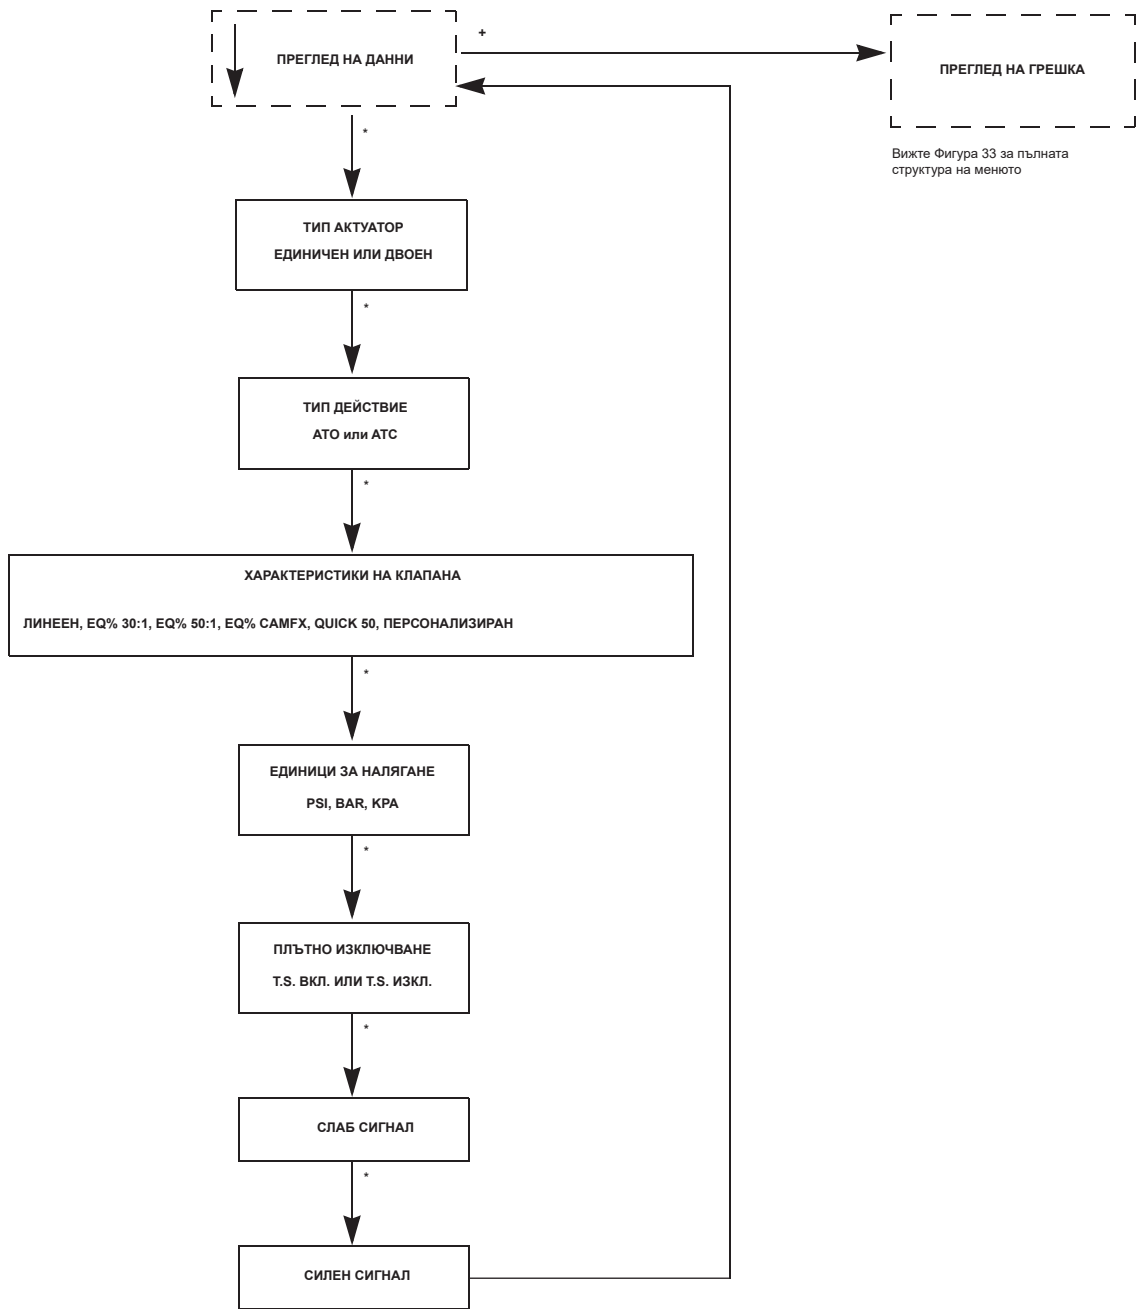 ПРЕГЛЕД НА ДАННИ
+
ПРЕГЛЕД НА ГРЕШКА
Вижте Фигура 33 за пълната
структура на менюто
*
ТИП АКТУАТОР
ЕДИНИЧЕН ИЛИ ДВОЕН
*
ТИП ДЕЙСТВИЕ
АТО или АТС
*
ХАРАКТЕРИСТИКИ НА КЛАПАНА
ЛИНЕЕН, EQ% 30:1, EQ% 50:1, EQ% CAMFX, QUICK 50, ПЕРСОНАЛИЗИРАН
*
ЕДИНИЦИ ЗА НАЛЯГАНЕ
PSI, BAR, KPA
*
ПЛЪТНО ИЗКЛЮЧВАНЕ
T.S. ВКЛ. ИЛИ T.S. ИЗКЛ.
*
СЛАБ СИГНАЛ
*
СИЛЕН СИГНАЛ